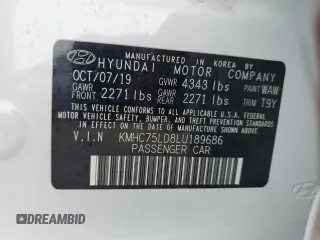 MANUFACTURED IN KOREA BY
HYUNDAI MOTOR COMPANY
OCT/07/19 GVWR 4343 lbs PAINT WAW
GAWR FRONT 2271 lbs GAWR REAR 2271 lbs TRIM T9Y
THIS VEHICLE CONFORMS TO ALL APPLICABLE
FEDERAL MOTOR VEHICLE SAFETY, BUMPER,
AND THEFT PREVENTION STANDARDS IN EFFECT
ON THE DATE OF MANUFACTURE SHOWN ABOVE.
V.I.N KMHC75LD8LU189686
PASSENGER CAR